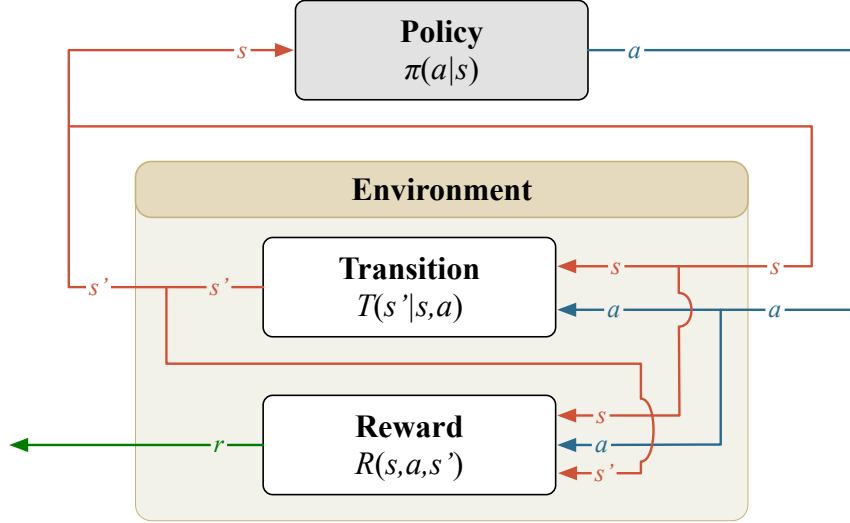 Policy
π(a|s)
s
a
Environment
Transition
T(s’|s,a)
s’
s’
s
s
a
a
Reward
R(s,a,s’)
s
a
s’
r